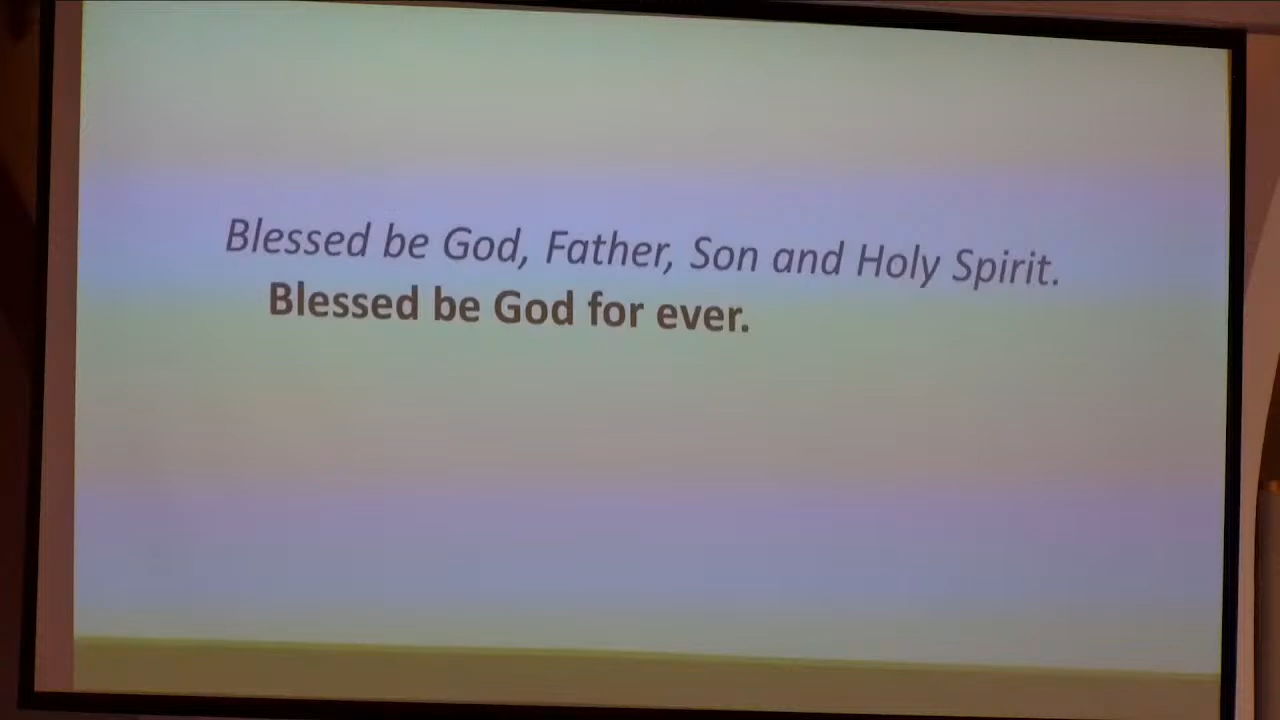 Blessed be God, Father, Son and Holy Spirit.
Blessed be God for ever.